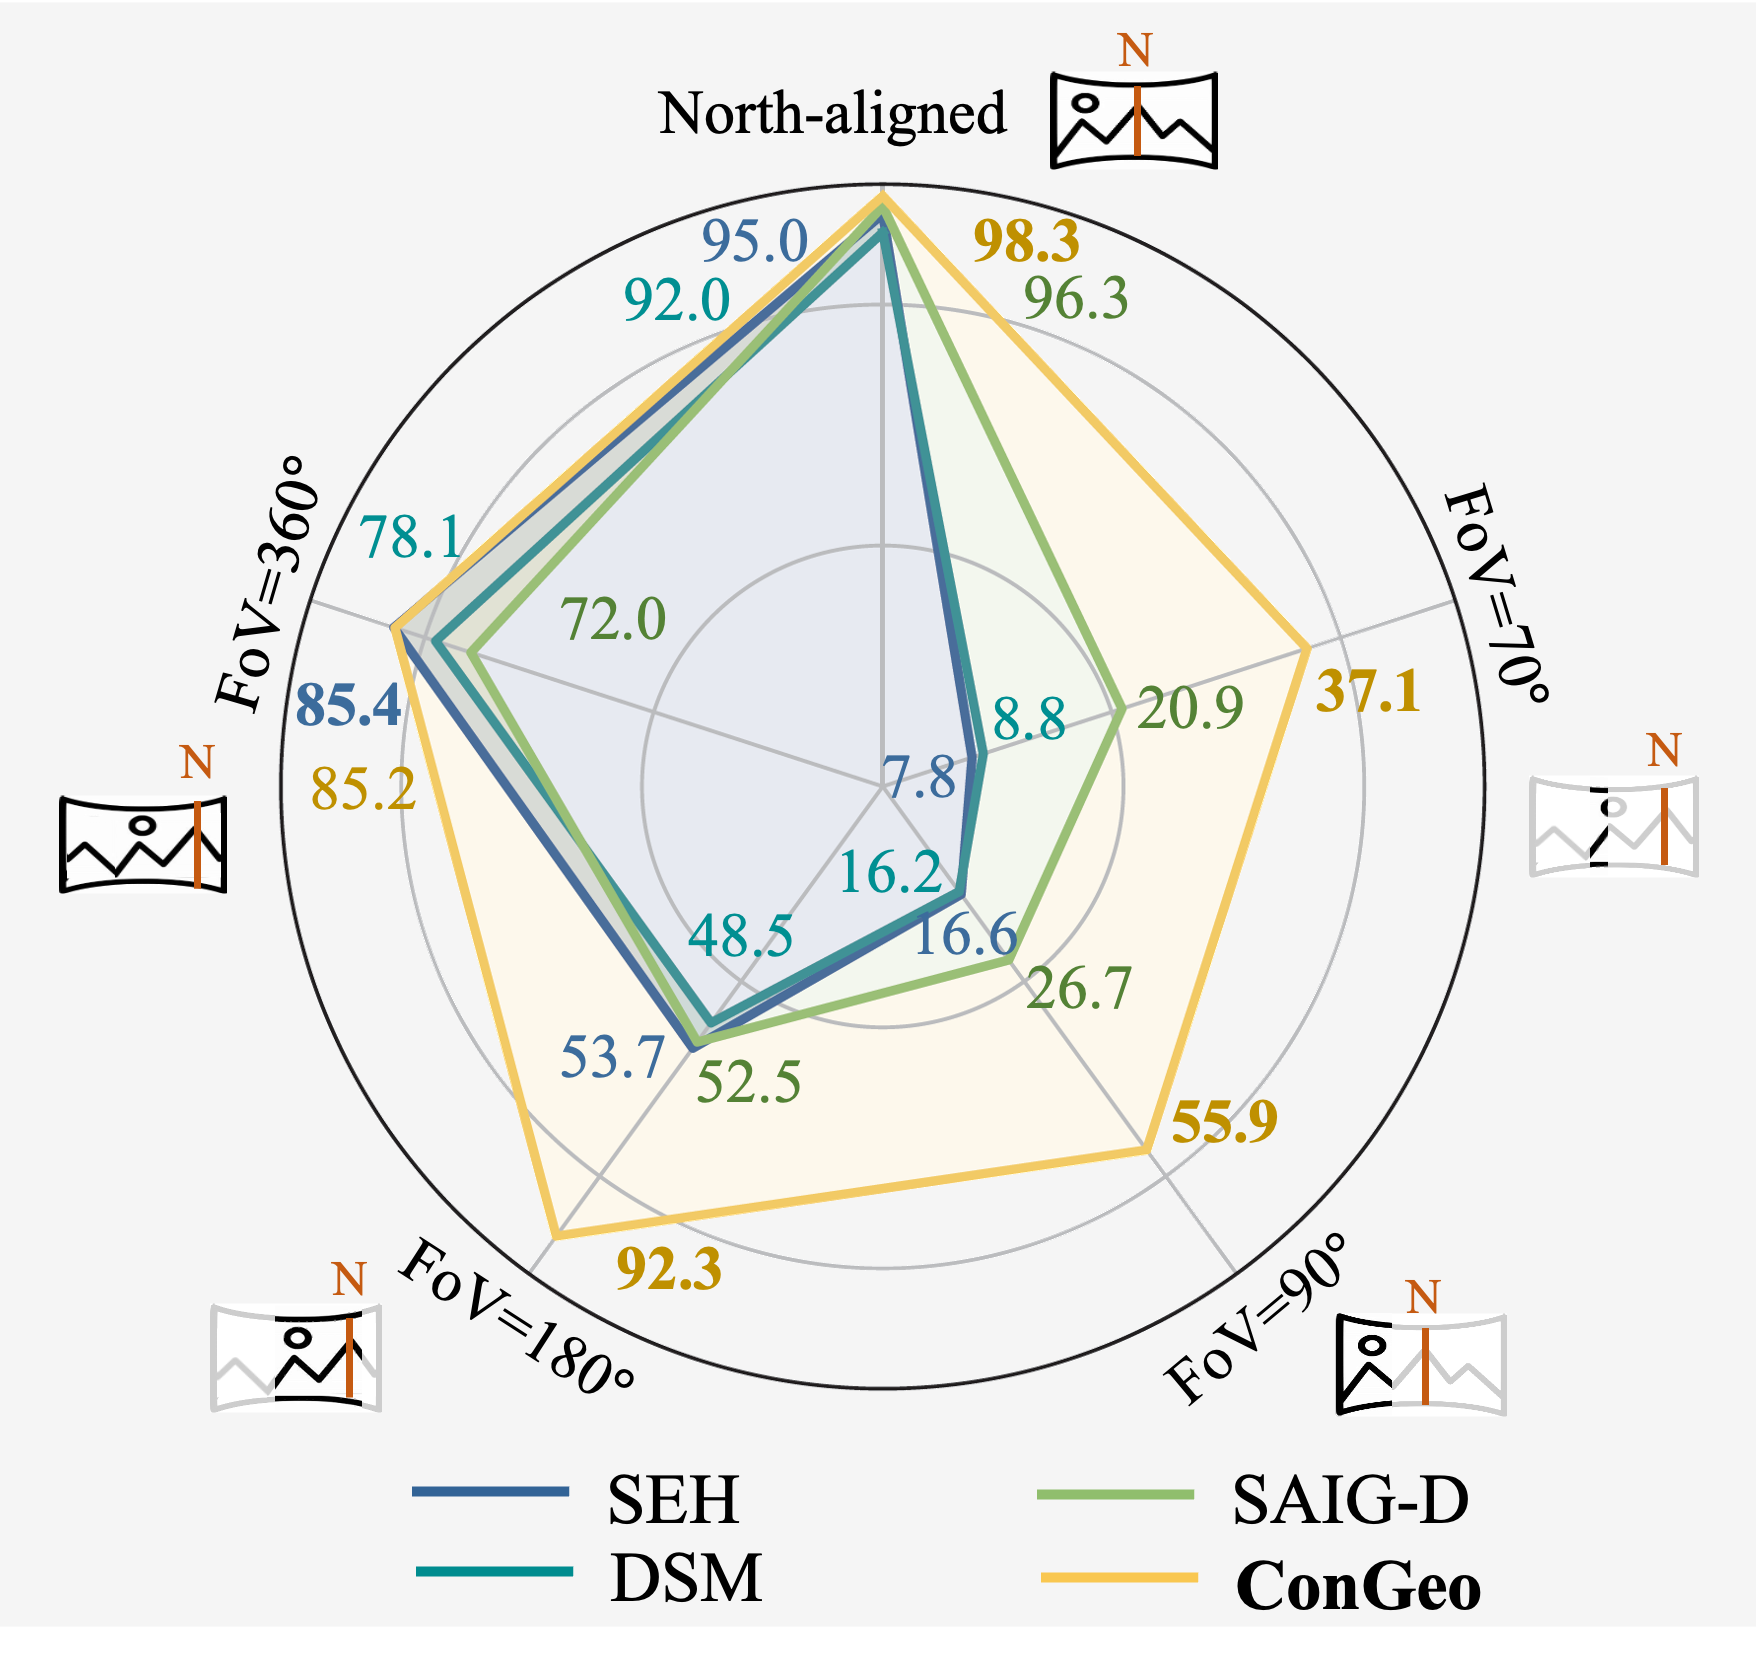 N
North-aligned
95.0
98.3
92.0
96.3
FoV=360°
FoV=70°
78.1
72.0
85.4
37.1
20.9
8.8
7.8
N
N
85.2
16.2
48.5
16.6
26.7
53.7
52.5
55.9
92.3
FoV=180°
FoV=90°
N
N
SEH
SAIG-D
DSM
ConGeo